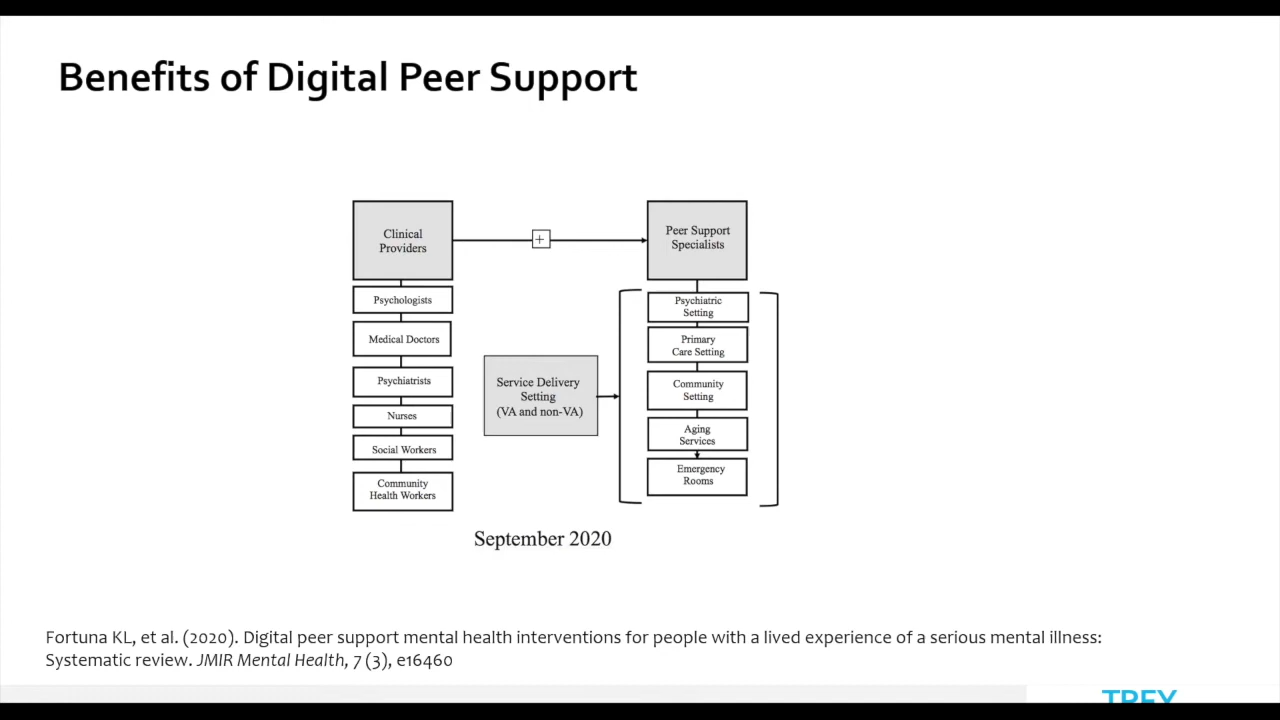 Benefits of Digital Peer Support
Clinical
Providers
+
Peer Support
Specialists
Psychologists
Medical Doctors
Psychiatrists
Nurses
Social Workers
Community
Health Workers
Service Delivery
Setting
(VA and non-VA)
Psychiatric
Setting
Primary
Care Setting
Community
Setting
Aging
Services
Emergency
Rooms
September 2020
Fortuna KL, et al. (2020). Digital peer support mental health interventions for people with a lived experience of a serious mental illness:
Systematic review. JMIR Mental Health, 7 (3), e16460